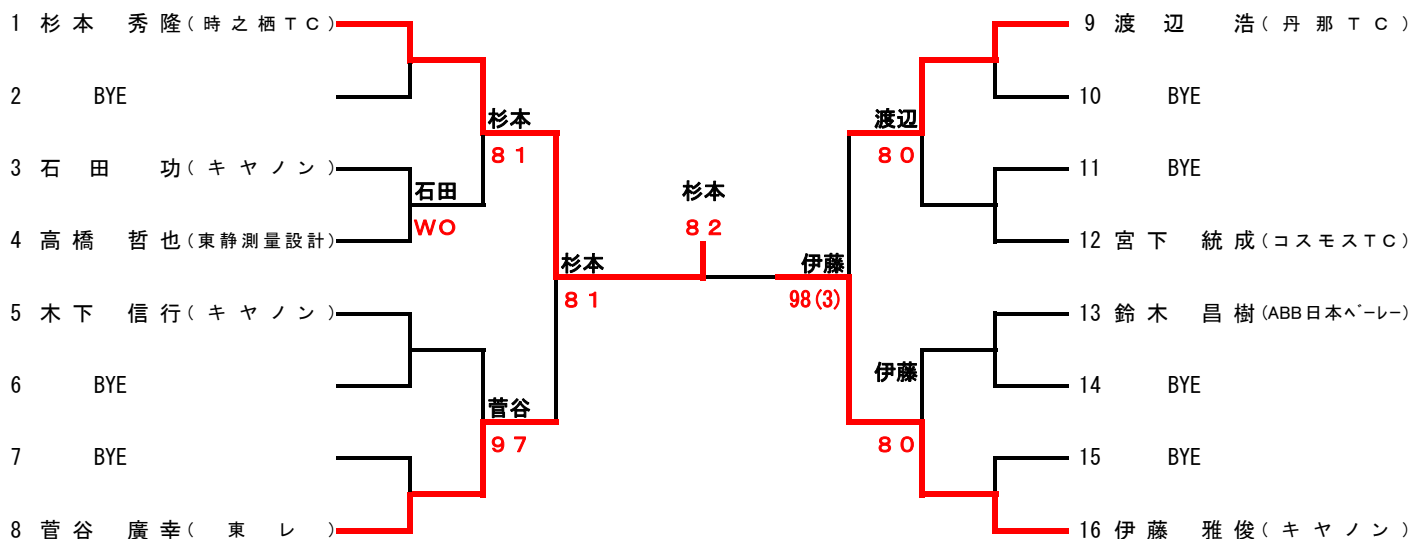 1 杉本 秀隆(時之栖TC)
2 BYE
3 石田 功(キヤノン)
4 高橋 哲也(東静測量設計)
5 木下 信行(キヤノン)
6 BYE
7 BYE
8 菅谷 廣幸(東レ)
杉本
81
石田
WO
菅谷
97
杉本
81
杉本
82
伊藤
98(3)
渡辺
80
伊藤
80
9 渡辺 浩(丹那TC)
10 BYE
11 BYE
12 宮下 統成(コスモスTC)
13 鈴木 昌樹(ABB日本ベーレー)
14 BYE
15 BYE
16 伊藤 雅俊(キヤノン)